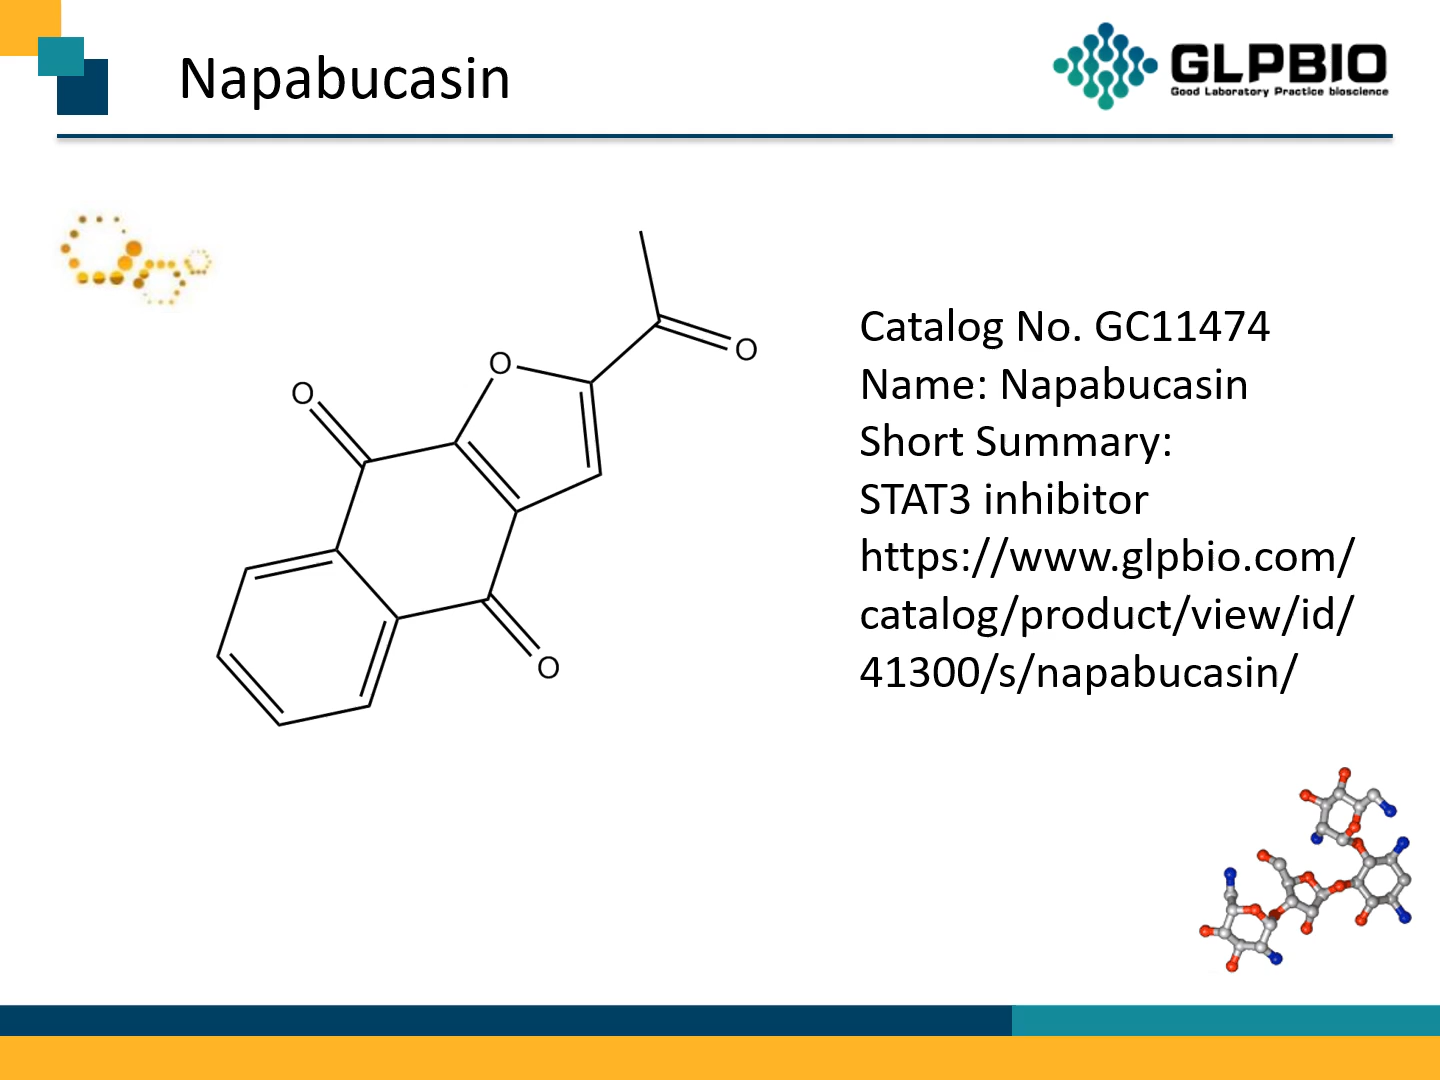 Napabucasin
GLPBIO
Good Laboratory Practice bioscience
O
O
O
O
Catalog No. GC11474
Name: Napabucasin
Short Summary:
STAT3 inhibitor
https://www.glpbio.com/
catalog/product/view/id/
41300/s/napabucasin/